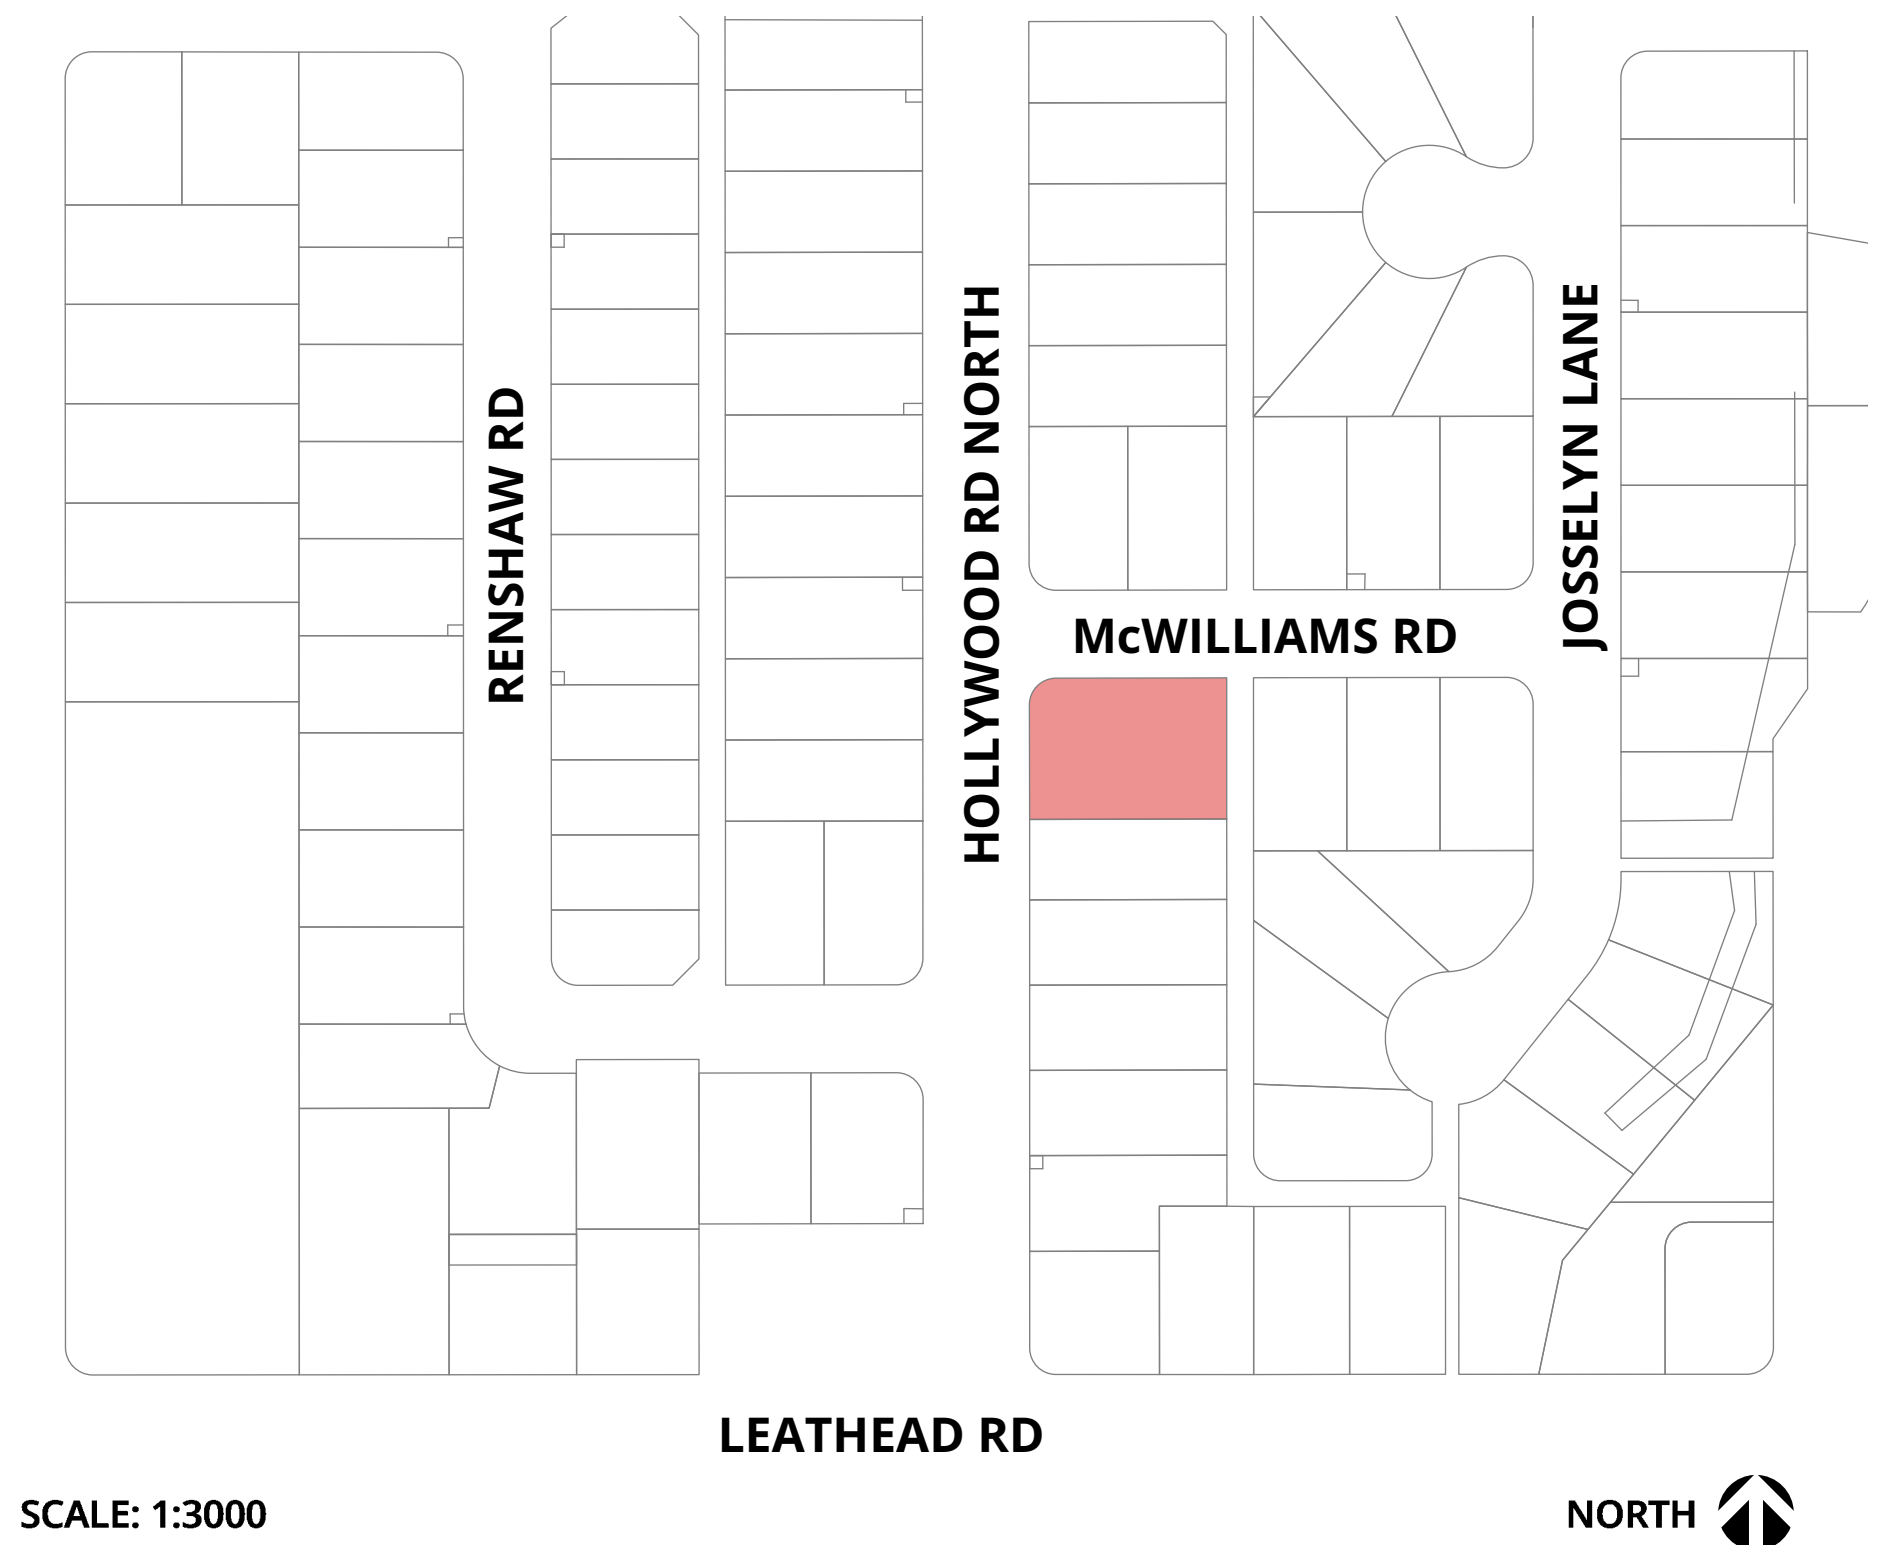 RENSHAW RD
HOLLYWOOD RD NORTH
JOSSELYN LANE
McWILLIAMS RD
LEATHEAD RD
SCALE: 1:3000
NORTH